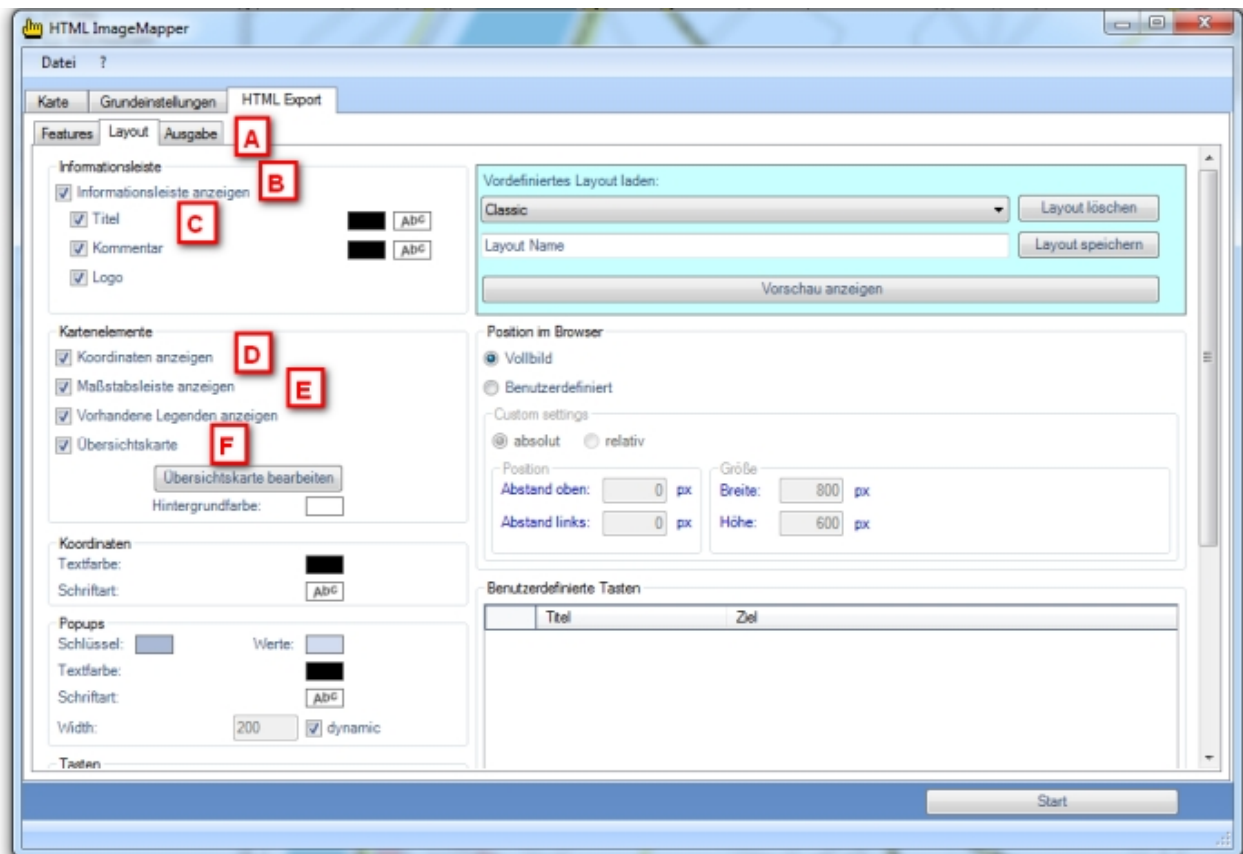 HTML ImageMapper
Datei ?
Karte Grundeinstellungen HTML Export
Features Layout Ausgabe
A
Informationsleiste
B
Informationsleiste anzeigen
Titel AbC
C
Kommentar AbC
Logo
Vordefiniertes Layout laden:
Classic Layout löschen
Layout Name Layout speichern
Vorschau anzeigen
Kartenelemente
Koordinaten anzeigen
D
Maßstabsleiste anzeigen
E
Vorhandene Legenden anzeigen
Übersichtskarte
F
Übersichtskarte bearbeiten
Hintergrundfarbe:
Position im Browser
Vollbild
Benutzerdefiniert
Custom settings
absolut relativ
Position
Abstand oben: 0 px
Abstand links: 0 px
Größe
Breite: 800 px
Höhe: 600 px
Koordinaten
Textfarbe:
Schriftart: AbC
Popups
Schlüssel: Werte:
Textfarbe:
Schriftart: AbC
Width: 200 dynamic
Tasten
Benutzerdefinierte Tasten
Titel Ziel
Start